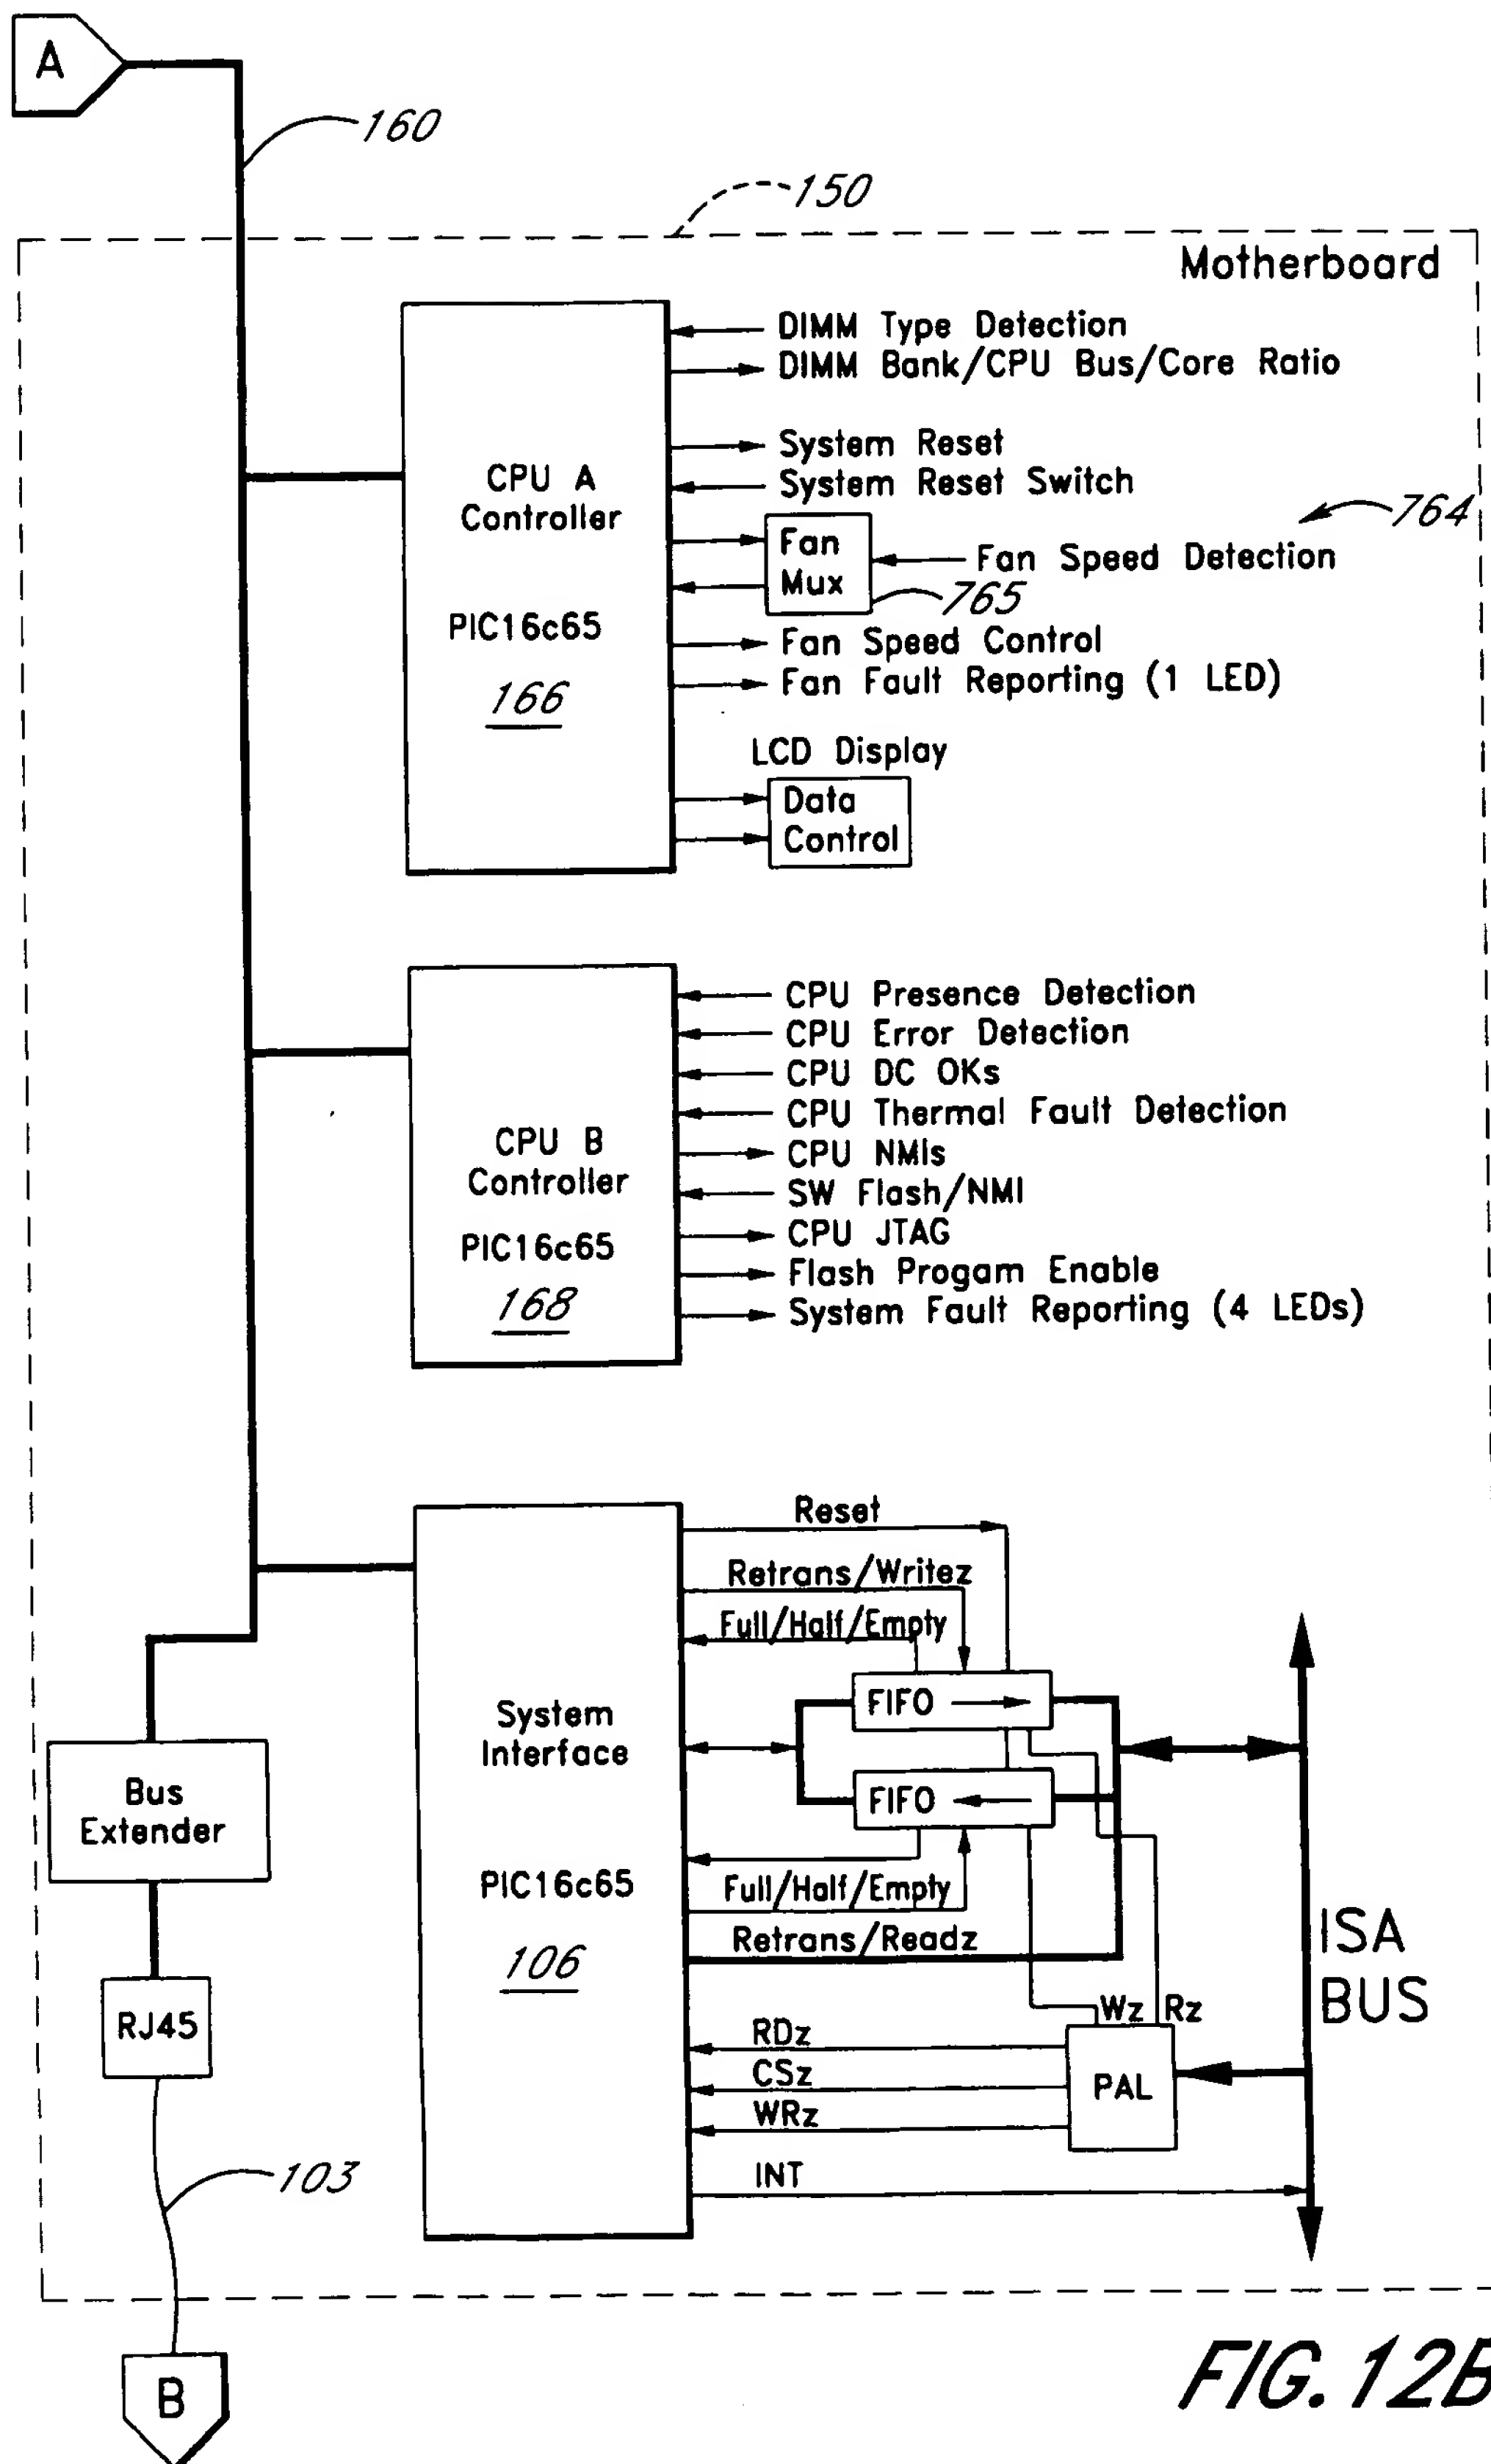 A
160
150
Motherboard
DIMM Type Detection
DIMM Bank/CPU Bus/Core Ratio
System Reset
System Reset Switch
CPU A
Controller
PIC16c65
166
Fan
Mux
Fan Speed Detection
764
765
Fan Speed Control
Fan Fault Reporting (1 LED)
LCD Display
Data
Control
CPU Presence Detection
CPU Error Detection
CPU DC OKs
CPU Thermal Fault Detection
CPU NMIs
SW Flash/NMI
CPU JTAG
Flash Progam Enable
System Fault Reporting (4 LEDs)
CPU B
Controller
PIC16c65
168
Reset
Retrans/Writez
Full/Half/Empty
FIFO
FIFO
System
Interface
PIC16c65
106
Full/Half/Empty
Retrans/Readz
Wz Rz
RDz
CSz
WRz
INT
PAL
ISA
BUS
Bus
Extender
RJ45
103
B
FIG. 12B